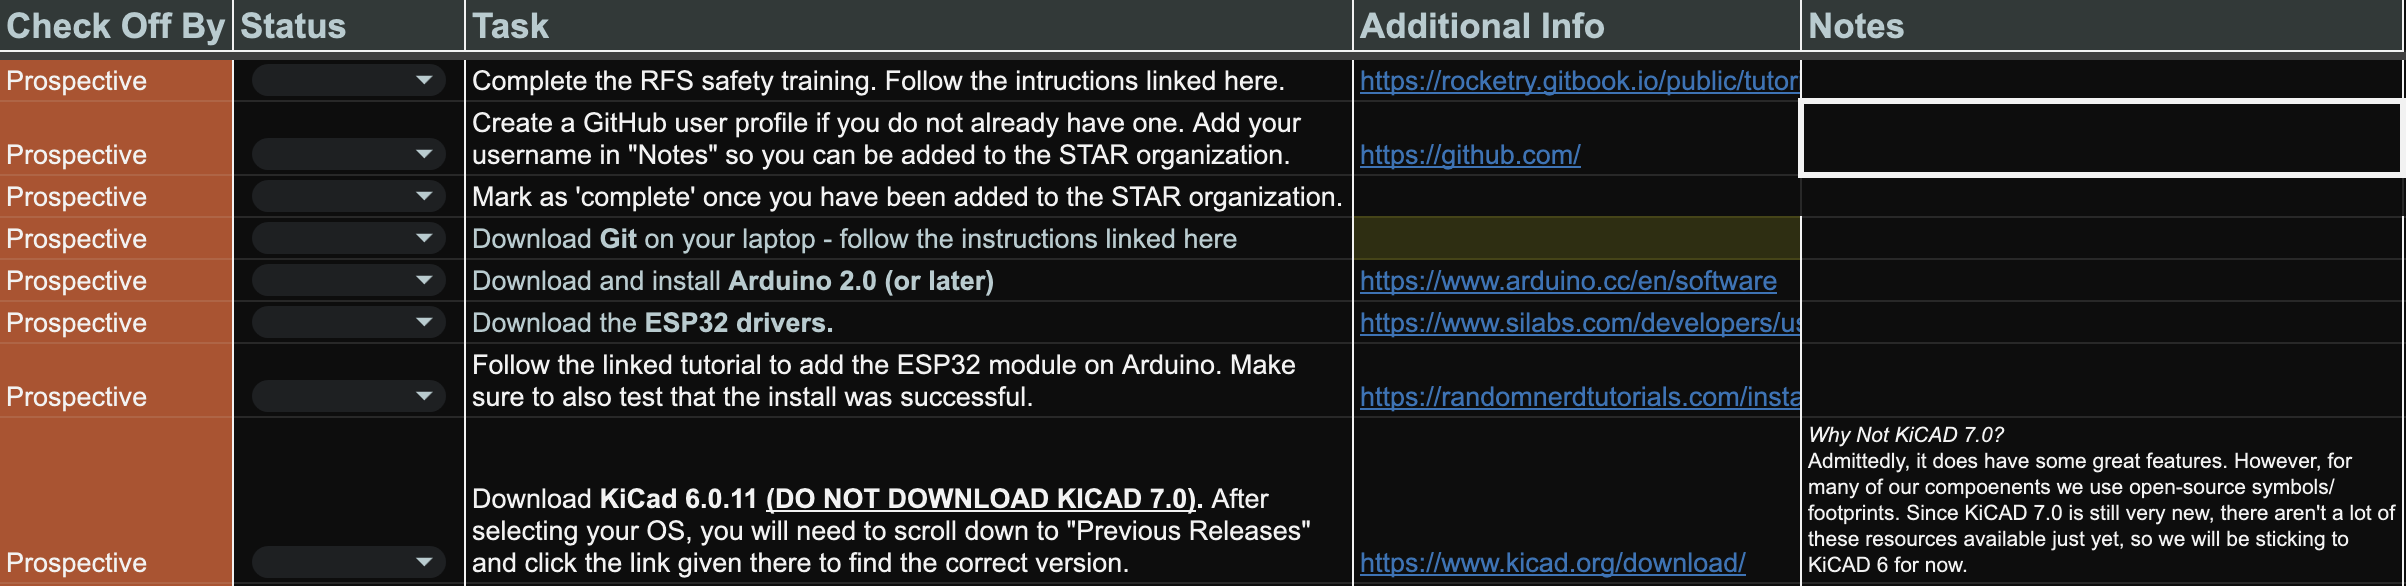 Check Off By Status Task Additional Info Notes
Prospective Complete the RFS safety training. Follow the intructions linked here. https://rocketry.gitbook.io/public/tutor
Create a GitHub user profile if you do not already have one. Add your
Prospective username in "Notes" so you can be added to the STAR organization. https://github.com/
Prospective Mark as 'complete' once you have been added to the STAR organization.
Prospective Download Git on your laptop - follow the instructions linked here
Prospective Download and install Arduino 2.0 (or later) https://www.arduino.cc/en/software
Prospective Download the ESP32 drivers. https://www.silabs.com/developers/us
Follow the linked tutorial to add the ESP32 module on Arduino. Make
Prospective sure to also test that the install was successful. https://randomnerdtutorials.com/insta
Why Not KiCAD 7.0?
Admittedly, it does have some great features. However, for
many of our compoenents we use open-source symbols/
footprints. Since KiCAD 7.0 is still very new, there aren't a lot of
these resources available just yet, so we will be sticking to
KiCAD 6 for now.
Download KiCad 6.0.11 (DO NOT DOWNLOAD KICAD 7.0). After
selecting your OS, you will need to scroll down to "Previous Releases"
Prospective and click the link given there to find the correct version. https://www.kicad.org/download/